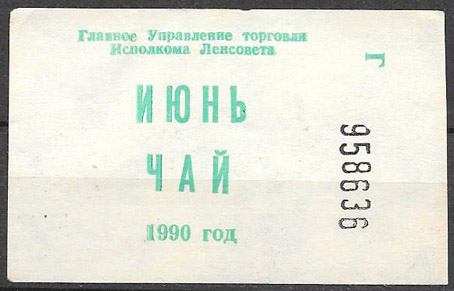 Главное Управление торговли
Исполкома Ленсовета
ИЮНЬ
ЧАЙ
1990 год
Г
958636